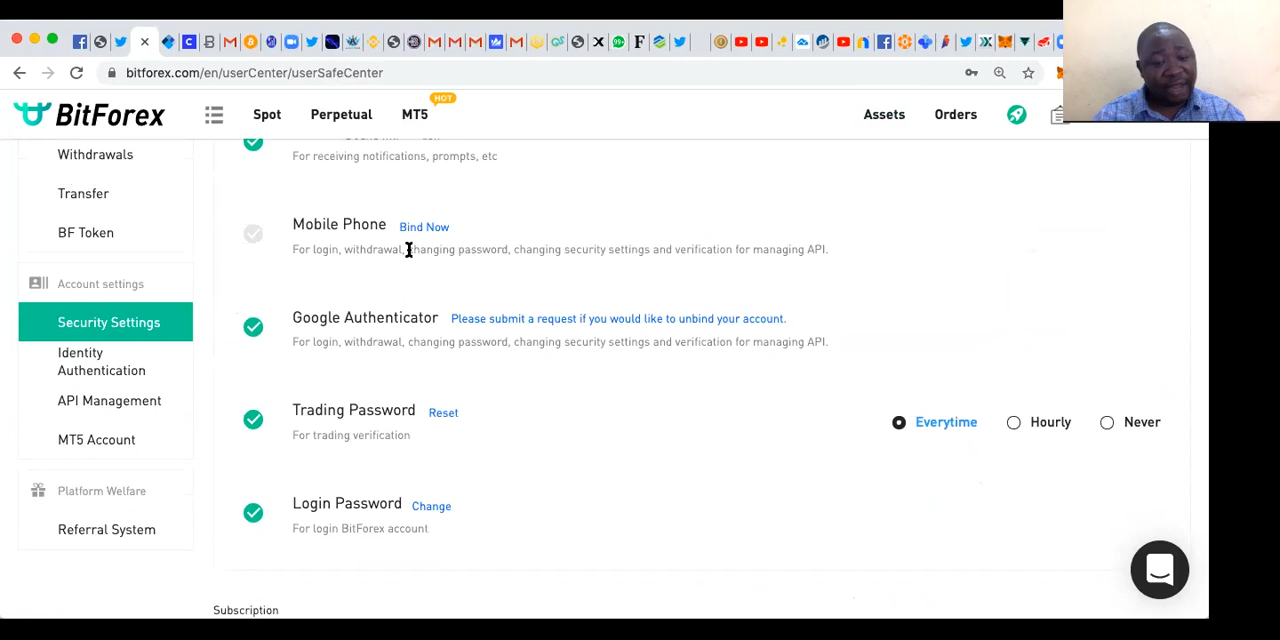 bitforex.com/en/userCenter/userSafeCenter
BitForex
Spot
Perpetual
MT5
HOT
Assets
Orders
Withdrawals
Transfer
BF Token
Account settings
Security Settings
Identity
Authentication
API Management
MT5 Account
Platform Welfare
Referral System
For receiving notifications, prompts, etc
Mobile Phone Bind Now
For login, withdrawal, changing password, changing security settings and verification for managing API.
Google Authenticator Please submit a request if you would like to unbind your account.
For login, withdrawal, changing password, changing security settings and verification for managing API.
Trading Password Reset
For trading verification
Everytime Hourly Never
Login Password Change
For login BitForex account
Subscription